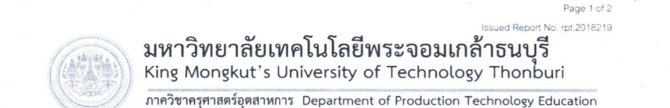 Page 1 of 2
Issued Report No. rpt.2018219
มหาวิทยาลัยเทคโนโลยีพระจอมเกล้าธนบุรี
King Mongkut's University of Technology Thonburi
ภาควิชาครุศาสตร์อุตสาหการ Department of Production Technology Education